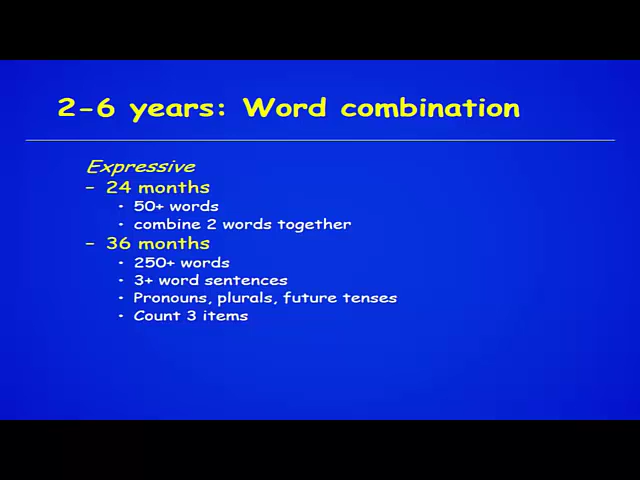 2-6 years: Word combination
Expressive
– 24 months
• 50+ words
• combine 2 words together
– 36 months
• 250+ words
• 3+ word sentences
• Pronouns, plurals, future tenses
• Count 3 items